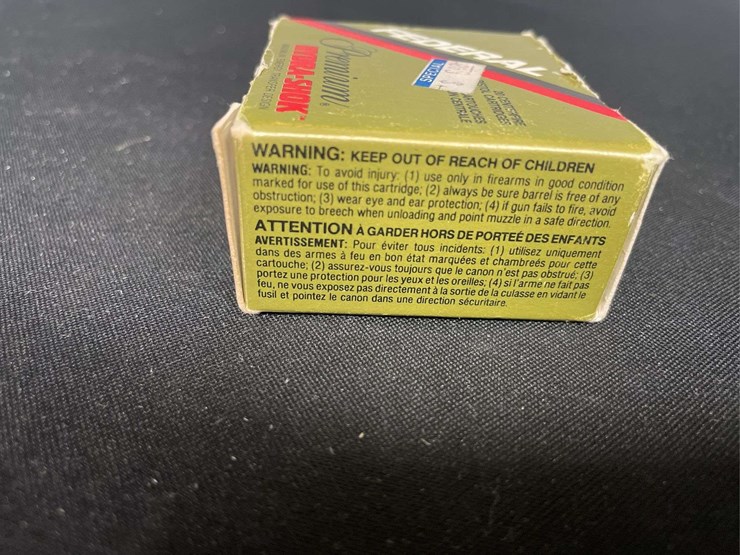 FEDERAL
Premium
HYDRA-SHOK
SPECIAL
CARTRIDGES
WARNING: KEEP OUT OF REACH OF CHILDREN
WARNING: To avoid injury: (1) use only in firearms in good condition
marked for use of this cartridge; (2) always be sure barrel is free of any
obstruction; (3) wear eye and ear protection; (4) if gun fails to fire, avoid
exposure to breech when unloading and point muzzle in a safe direction.
ATTENTION À GARDER HORS DE PORTEÉ DES ENFANTS
AVERTISSEMENT: Pour éviter tous incidents: (1) utilisez uniquement
dans des armes à feu en bon état marquées et chambreés pour cette
cartouche; (2) assurez-vous toujours que le canon n'est pas obstrué; (3)
portez une protection pour les yeux et les oreilles; (4) si l'arme ne fait pas
feu, ne vous exposez pas directement à la sortie de la culasse en vidant le
fusil et pointez le canon dans une direction sécuritaire.